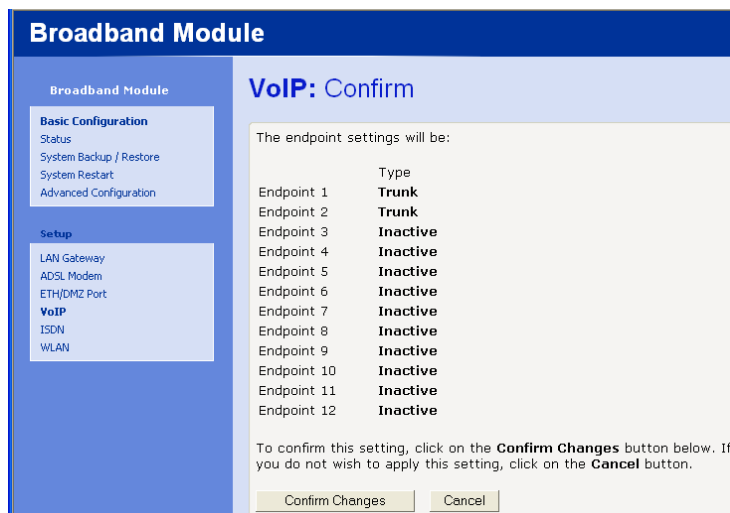 Broadband Module
Broadband Module
Basic Configuration
Status
System Backup / Restore
System Restart
Advanced Configuration
Setup
LAN Gateway
ADSL Modem
ETH/DMZ Port
VoIP
ISDN
WLAN
VoIP: Confirm
The endpoint settings will be:
Type
Endpoint 1 Trunk
Endpoint 2 Trunk
Endpoint 3 Inactive
Endpoint 4 Inactive
Endpoint 5 Inactive
Endpoint 6 Inactive
Endpoint 7 Inactive
Endpoint 8 Inactive
Endpoint 9 Inactive
Endpoint 10 Inactive
Endpoint 11 Inactive
Endpoint 12 Inactive
To confirm this setting, click on the Confirm Changes button below. If
you do not wish to apply this setting, click on the Cancel button.
Confirm Changes Cancel